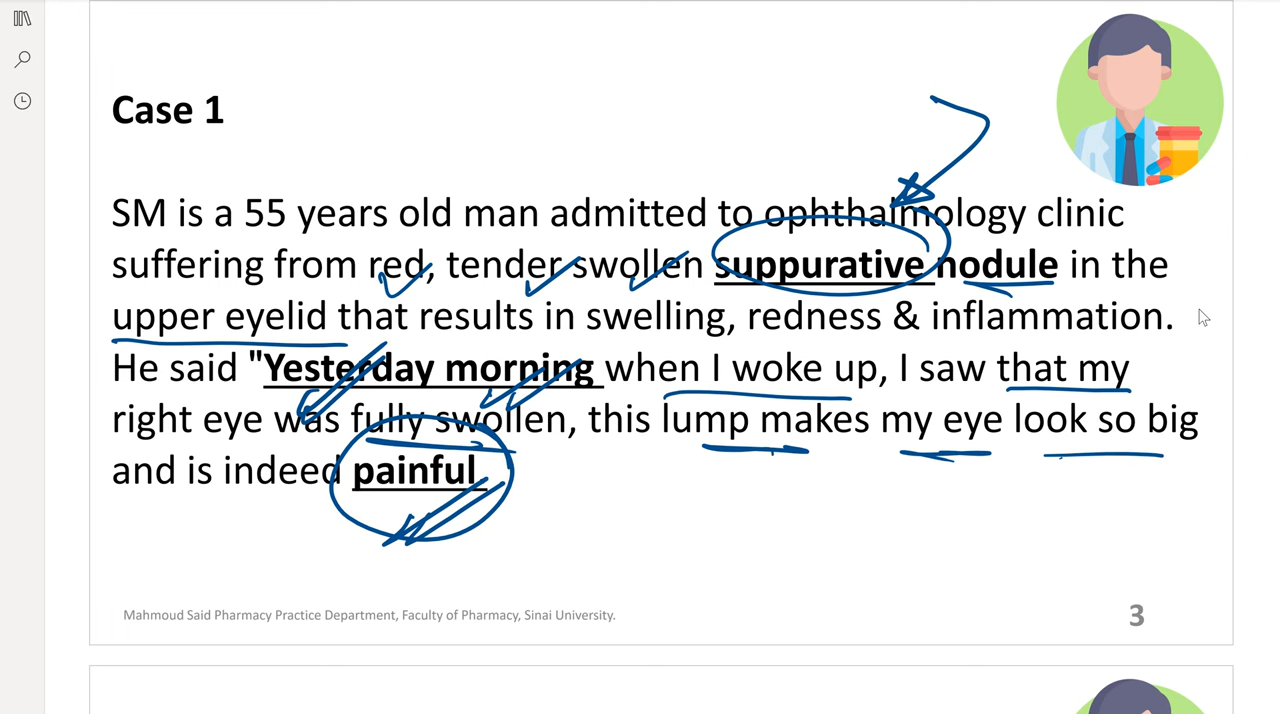 Case 1
SM is a 55 years old man admitted to ophthalmology clinic
suffering from red, tender swollen suppurative nodule in the
upper eyelid that results in swelling, redness & inflammation.
He said "Yesterday morning when I woke up, I saw that my
right eye was fully swollen, this lump makes my eye look so big
and is indeed painful
Mahmoud Said Pharmacy Practice Department, Faculty of Pharmacy, Sinai University.
3